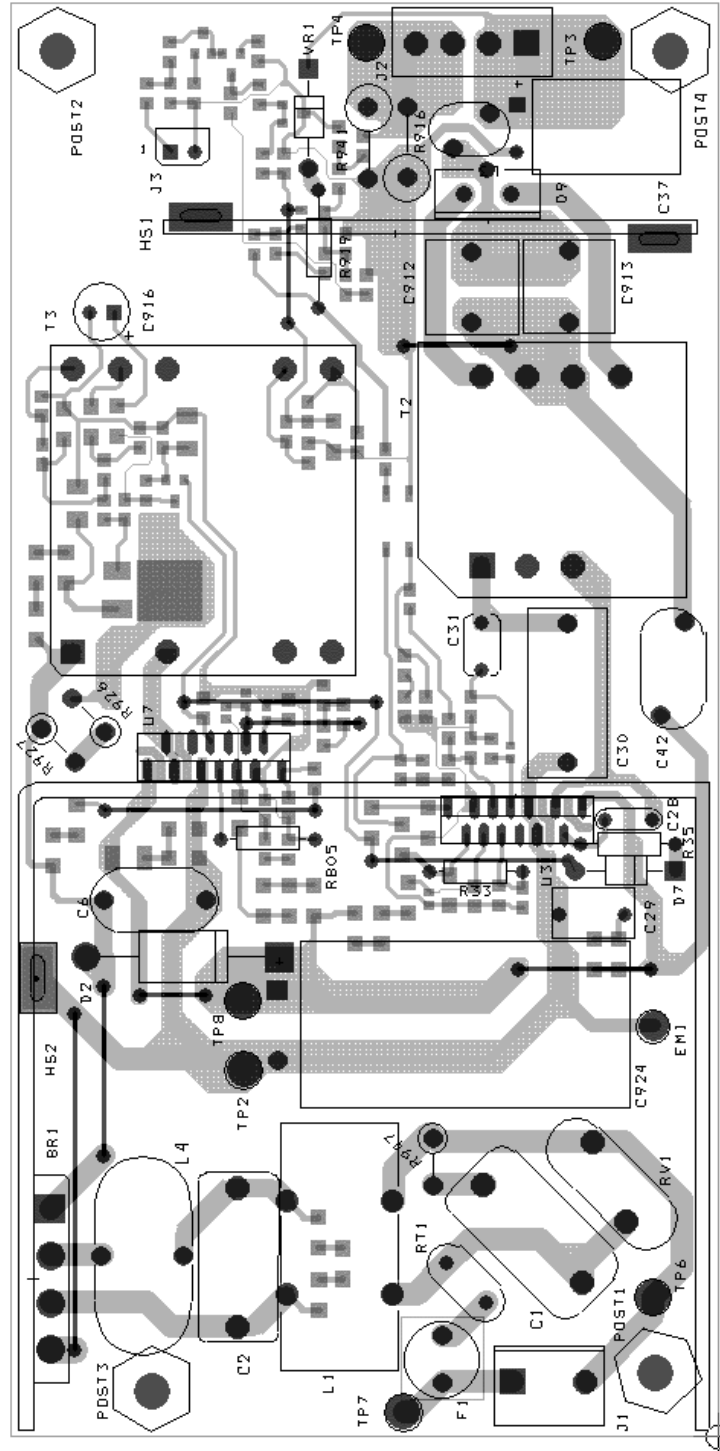 VR1
TP4
J2
TP3
POST2
POST4
R941
R916
1
J3
+
D9
C37
HS1
R919
C912
C913
T3
C916
+
T2
C31
R926
U7
R927
C30
C42
C28
R35
RB05
R33
U3
D7
C6
C29
D2
+
TP8
EM1
HS2
TP2
C924
BR1
L4
RV1
RT1
TP6
C1
POST1
C2
POST3
L1
TP7
F1
J1